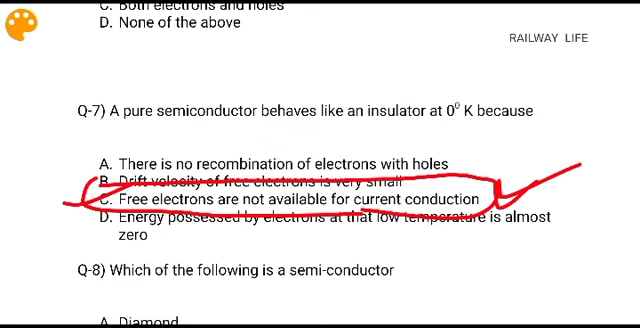 C. Both electrons and holes
D. None of the above
RAILWAY LIFE
Q-7) A pure semiconductor behaves like an insulator at 0⁰ K because
A. There is no recombination of electrons with holes
B. Drift velocity of free electrons is very small
C. Free electrons are not available for current conduction
D. Energy possessed by electrons at that low temperature is almost
zero
Q-8) Which of the following is a semi-conductor
A. Diamond